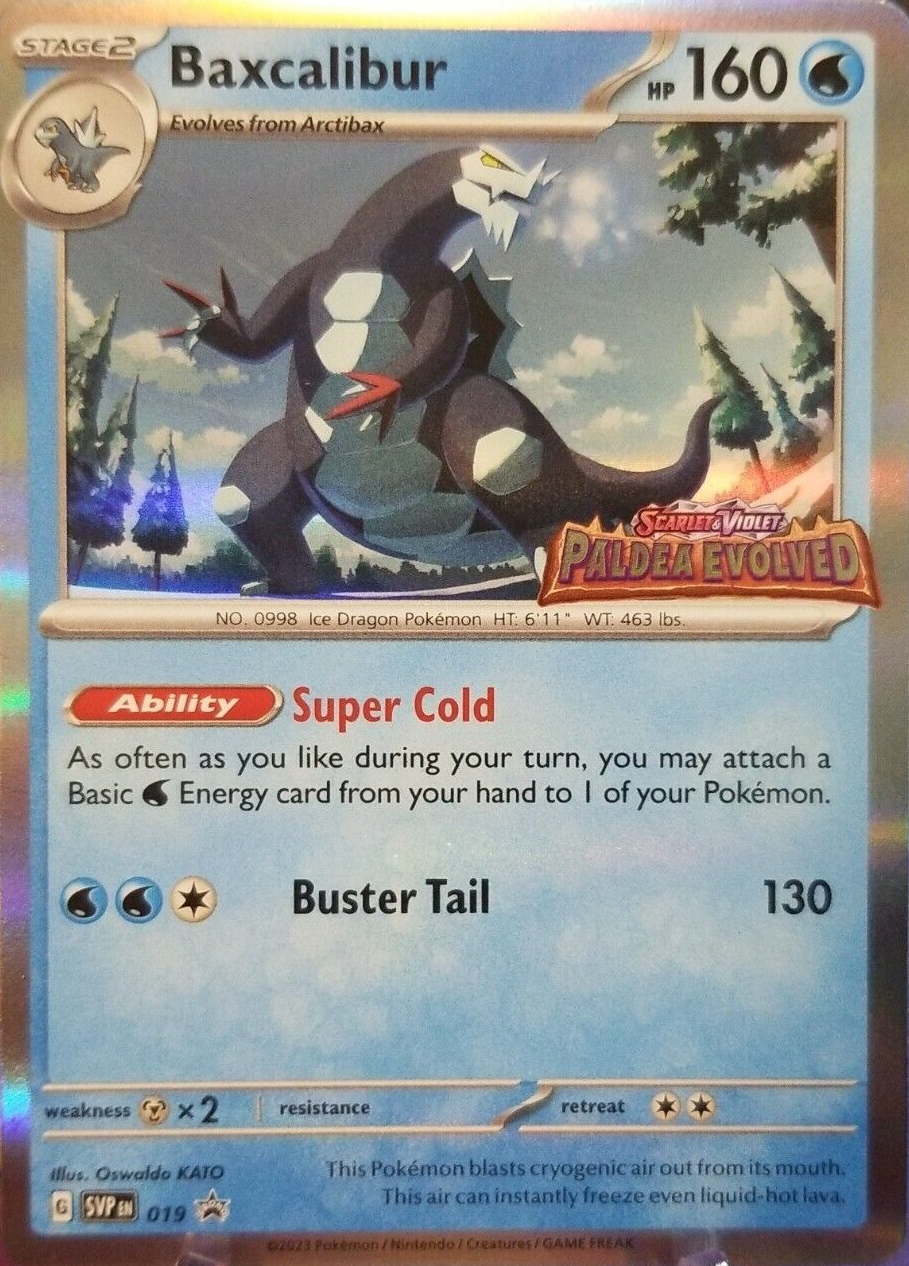 STAGE2
Baxcalibur
HP 160
Evolves from Arctibax
SCARLET & VIOLET
PALDEA EVOLVED
NO. 0998 Ice Dragon Pokémon HT: 6'11" WT: 463 lbs.
Ability Super Cold
As often as you like during your turn, you may attach a
Basic Energy card from your hand to 1 of your Pokémon.
Buster Tail 130
weakness ×2 resistance retreat
Illus. Oswaldo KATO
This Pokémon blasts cryogenic air out from its mouth.
This air can instantly freeze even liquid-hot lava.
G SVP EN 019
©2023 Pokémon / Nintendo / Creatures / GAME FREAK